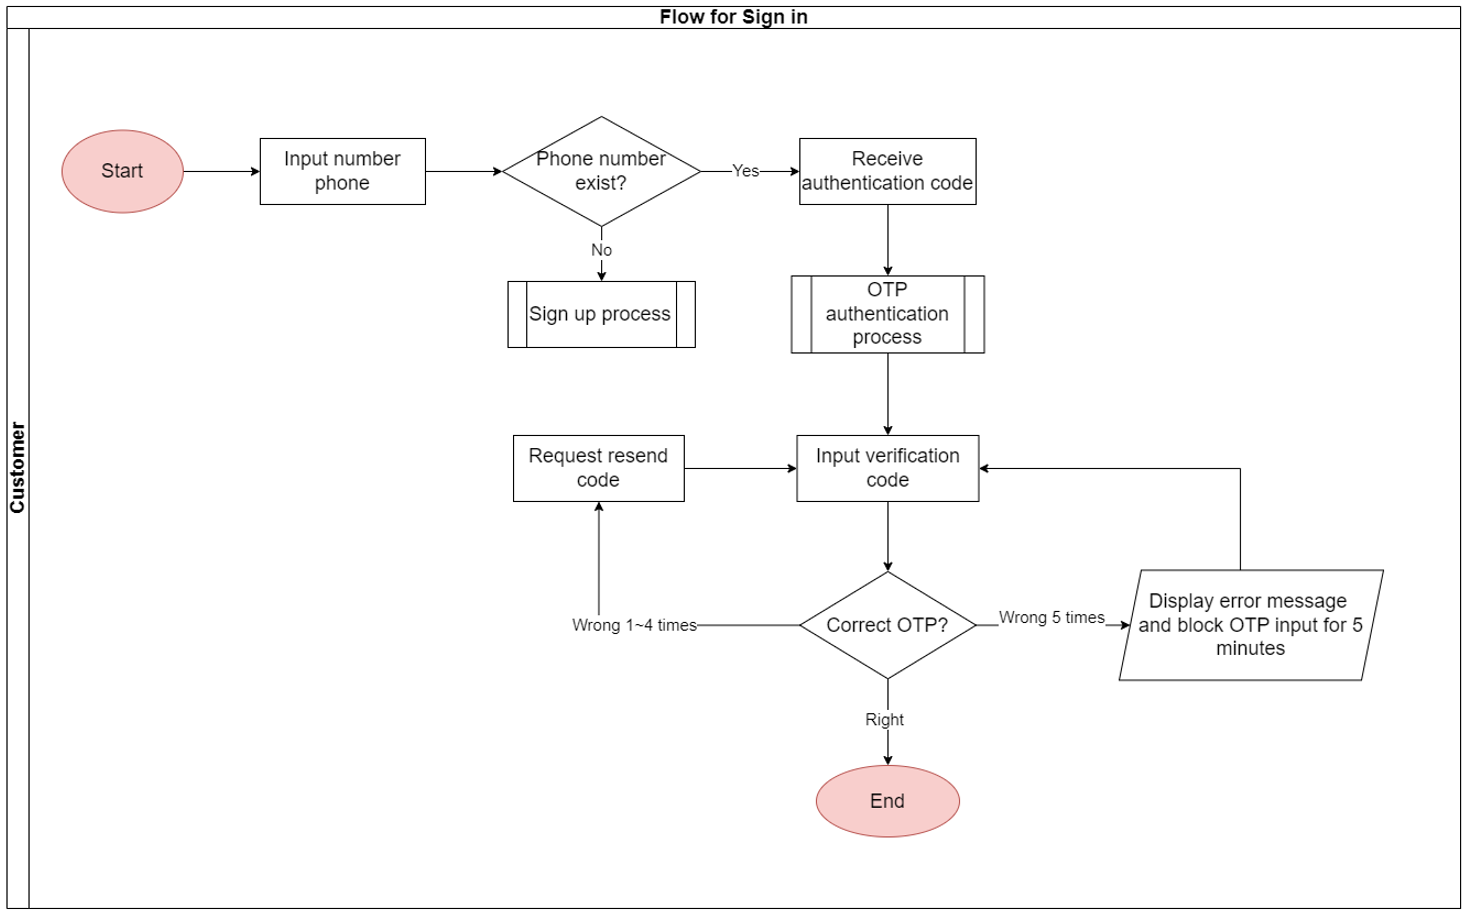 Flow for Sign in
Customer
Start
Input number
phone
Phone number
exist?
Yes
Receive
authentication code
No
Sign up process
OTP
authentication
process
Request resend
code
Input verification
code
Wrong 1~4 times
Correct OTP?
Wrong 5 times
Display error message
and block OTP input for 5
minutes
Right
End